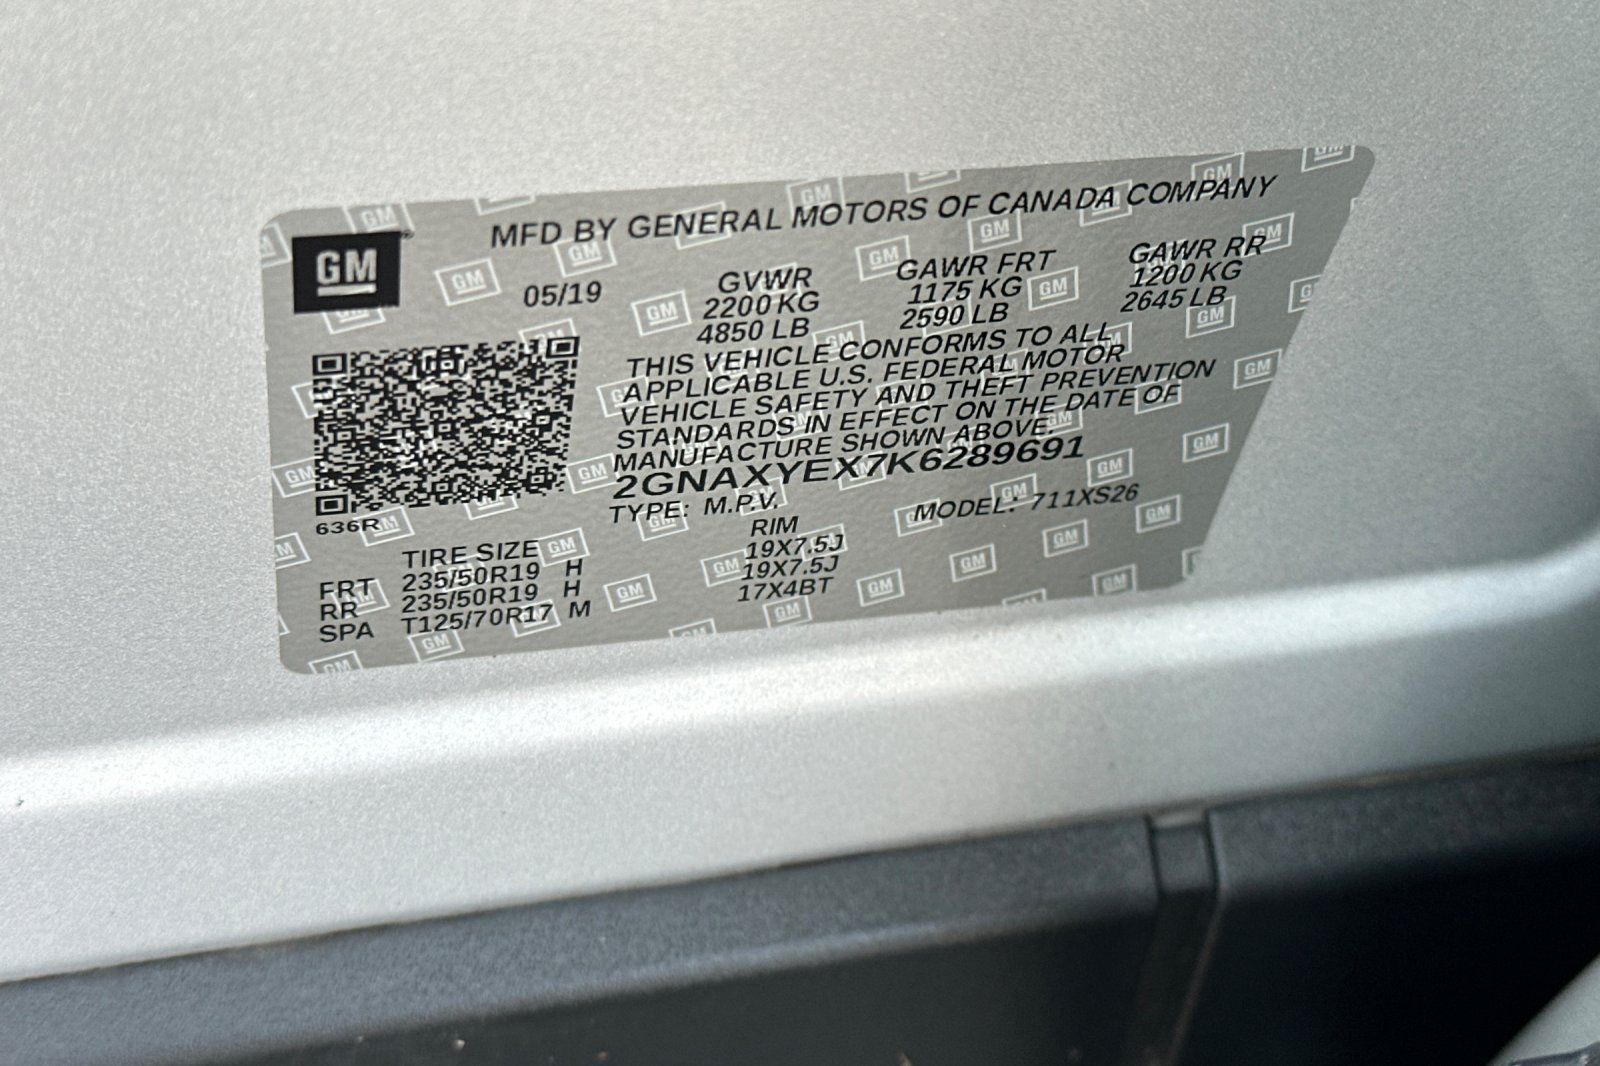 GM
MFD BY GENERAL MOTORS OF CANADA COMPANY
05/19
GVWR GAWR FRT GAWR RR
2200 KG 1175 KG 1200 KG
4850 LB 2590 LB 2645 LB
THIS VEHICLE CONFORMS TO ALL
APPLICABLE U.S. FEDERAL MOTOR
VEHICLE SAFETY AND THEFT PREVENTION
STANDARDS IN EFFECT ON THE DATE OF
MANUFACTURE SHOWN ABOVE.
2GNAXYEX7K6289691
TYPE: M.P.V. MODEL: 711XS26
636R
TIRE SIZE RIM
FRT 235/50R19 H 19X7.5J
RR 235/50R19 H 19X7.5J
SPA T125/70R17 M 17X4BT